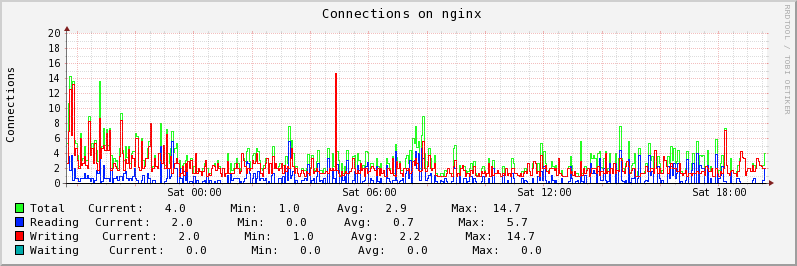 Connections on nginx
RRDTOOL / TOBI OETIKER
Connections
20
18
16
14
12
10
8
6
4
2
0
Sat 00:00 Sat 06:00 Sat 12:00 Sat 18:00
Total Current: 4.0 Min: 1.0 Avg: 2.9 Max: 14.7
Reading Current: 2.0 Min: 0.0 Avg: 0.7 Max: 5.7
Writing Current: 2.0 Min: 1.0 Avg: 2.2 Max: 14.7
Waiting Current: 0.0 Min: 0.0 Avg: 0.0 Max: 0.0